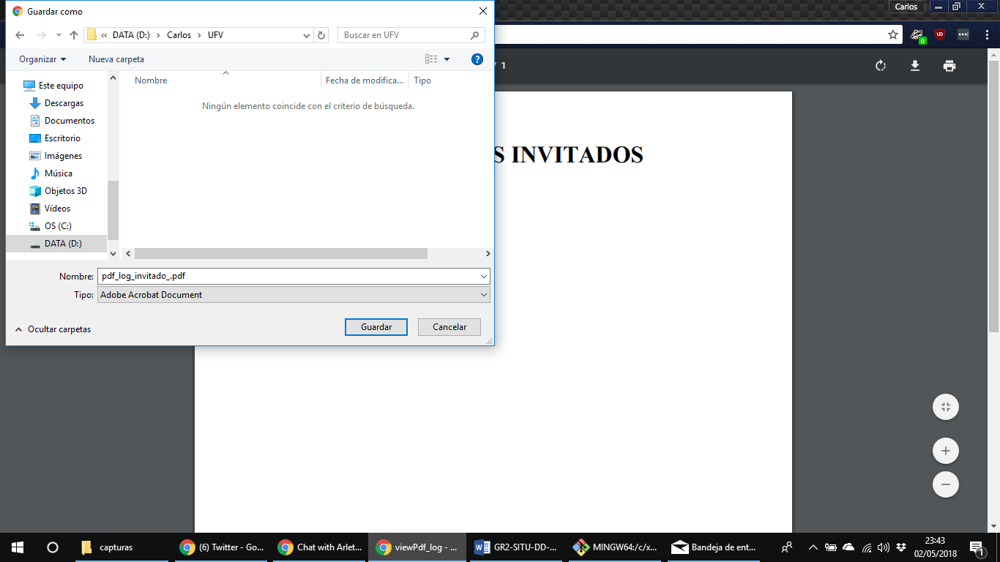 Guardar como
Carlos
« DATA (D:) › Carlos › UFV
Buscar en UFV
Organizar
Nueva carpeta
Nombre
Fecha de modifica...
Tipo
Ningún elemento coincide con el criterio de búsqueda.
Este equipo
Descargas
Documentos
Escritorio
Imágenes
Música
Objetos 3D
Vídeos
OS (C:)
DATA (D:)
Nombre: pdf_log_invitado_.pdf
Tipo: Adobe Acrobat Document
Ocultar carpetas
Guardar
Cancelar
/ 1
S INVITADOS
0
capturas
(6) Twitter - Go...
Chat with Arlet...
viewPdf_log - ...
GR2-SITU-DD-...
MINGW64:/c/x...
Bandeja de ent...
23:43
02/05/2018
1